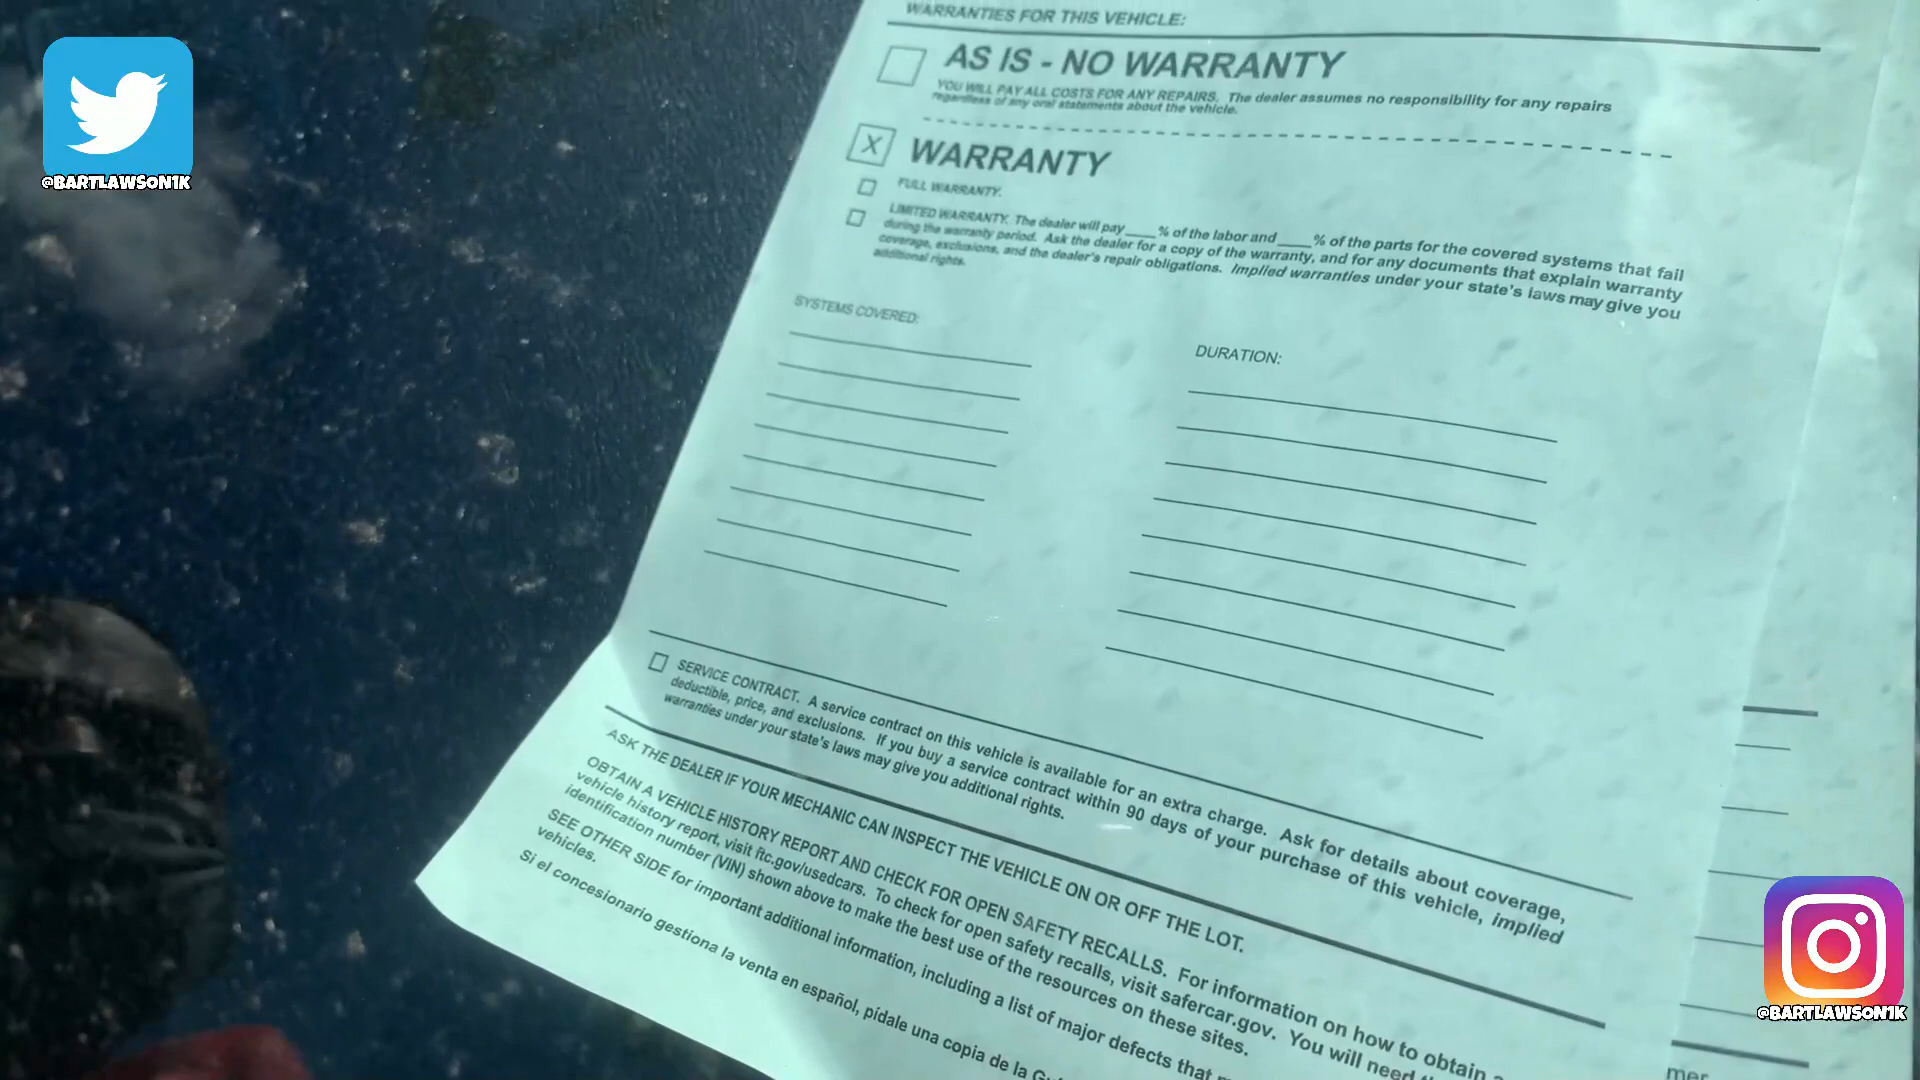 WARRANTIES FOR THIS VEHICLE:
AS IS - NO WARRANTY
YOU WILL PAY ALL COSTS FOR ANY REPAIRS. The dealer assumes no responsibility for any repairs
regardless of any oral statements about the vehicle.
X WARRANTY
FULL WARRANTY.
LIMITED WARRANTY. The dealer will pay ____% of the labor and ____% of the parts for the covered systems that fail
during the warranty period. Ask the dealer for a copy of the warranty, and for any documents that explain warranty
coverage, exclusions, and the dealer's repair obligations. Implied warranties under your state's laws may give you
additional rights.
SYSTEMS COVERED:
DURATION:
SERVICE CONTRACT. A service contract on this vehicle is available for an extra charge. Ask for details about coverage,
deductible, price, and exclusions. If you buy a service contract within 90 days of your purchase of this vehicle, implied
warranties under your state's laws may give you additional rights.
ASK THE DEALER IF YOUR MECHANIC CAN INSPECT THE VEHICLE ON OR OFF THE LOT.
OBTAIN A VEHICLE HISTORY REPORT AND CHECK FOR OPEN SAFETY RECALLS. For information on how to obtain a
vehicle history report, visit ftc.gov/usedcars. To check for open safety recalls, visit safercar.gov. You will need
identification number (VIN) shown above to make the best use of the resources on these sites.
SEE OTHER SIDE for important additional information, including a list of major defects that
vehicles.
Si el concesionario gestiona la venta en español, pídale una copia de la
@BARTLAWSON1K
@BARTLAWSON1K